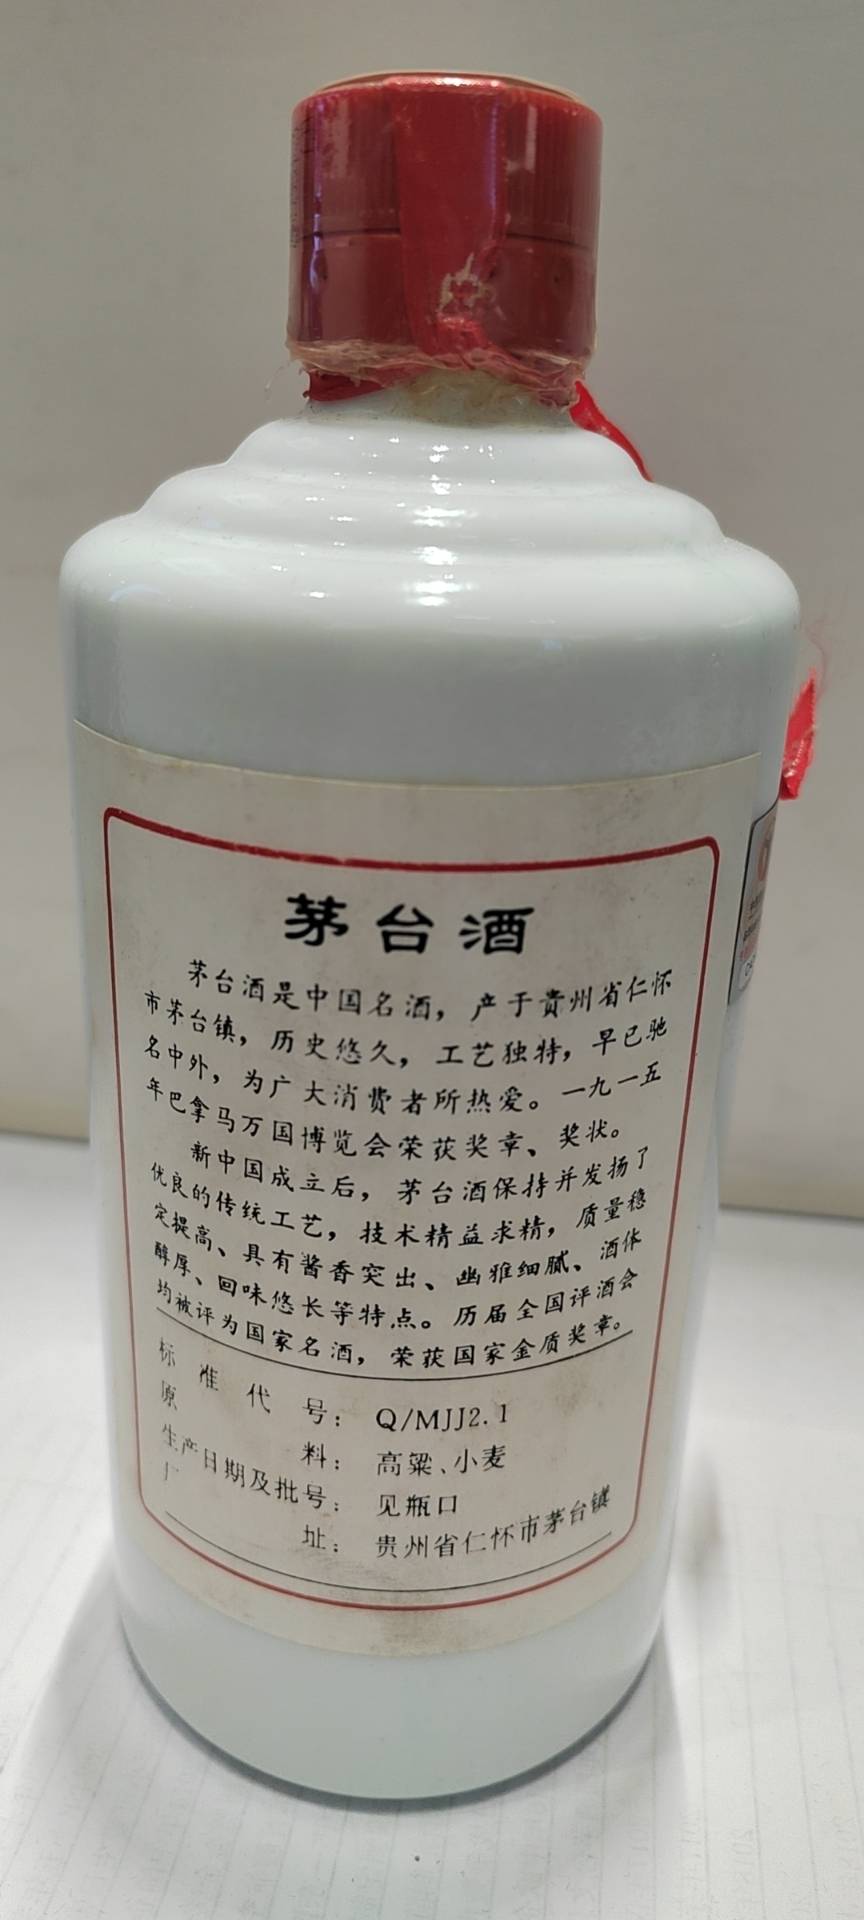 茅台酒
茅台酒是中国名酒，产于贵州省仁怀
市茅台镇，历史悠久，工艺独特，早已驰
名中外，为广大消费者所热爱。一九一五
年巴拿马万国博览会荣获奖章、奖状。
新中国成立后，茅台酒保持并发扬了
优良的传统工艺，技术精益求精，质量稳
定提高、具有酱香突出、幽雅细腻、酒体
醇厚、回味悠长等特点。历届全国评酒会
均被评为国家名酒，荣获国家金质奖章。
标准代号：Q/MJJ2.1
原料：高粱、小麦
生产日期及批号：见瓶口
厂址：贵州省仁怀市茅台镇